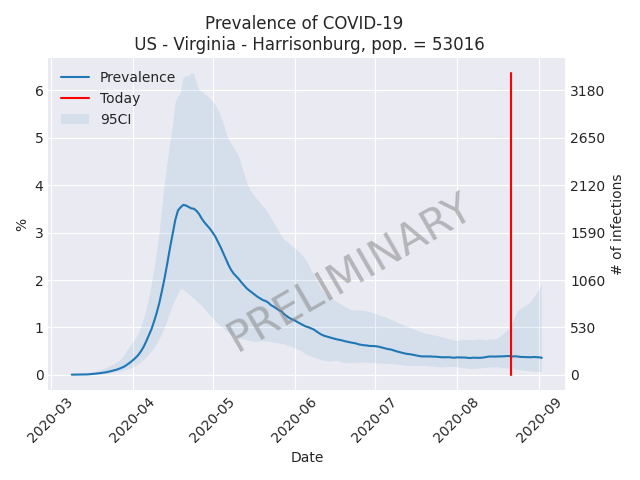 Prevalence of COVID-19
US - Virginia - Harrisonburg, pop. = 53016
Prevalence
Today
95CI
6
5
4
3
2
1
0
%
3180
2650
2120
1590
1060
530
0
# of infections
PRELIMINARY
2020-03
2020-04
2020-05
2020-06
2020-07
2020-08
2020-09
Date